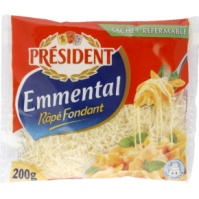 SACHET REFERMABLE
PRÉSIDENT
Emmental
Râpé Fondant
200g